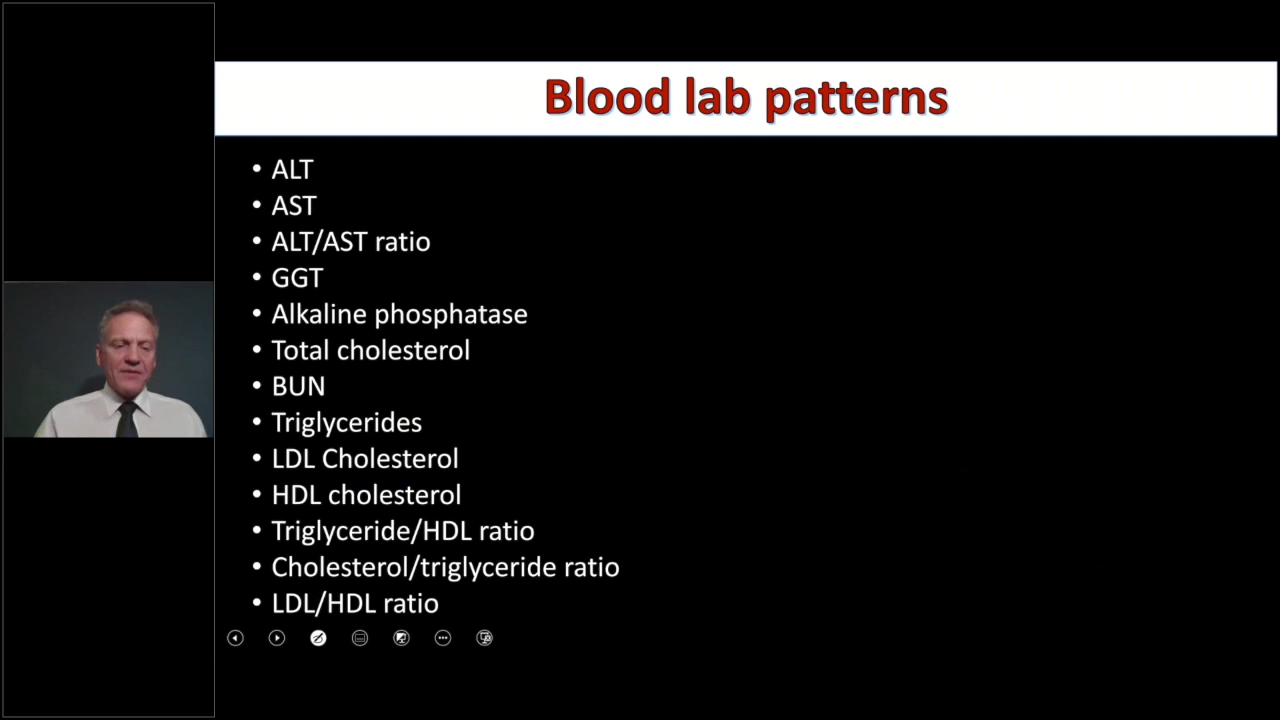 Blood lab patterns
• ALT
• AST
• ALT/AST ratio
• GGT
• Alkaline phosphatase
• Total cholesterol
• BUN
• Triglycerides
• LDL Cholesterol
• HDL cholesterol
• Triglyceride/HDL ratio
• Cholesterol/triglyceride ratio
• LDL/HDL ratio